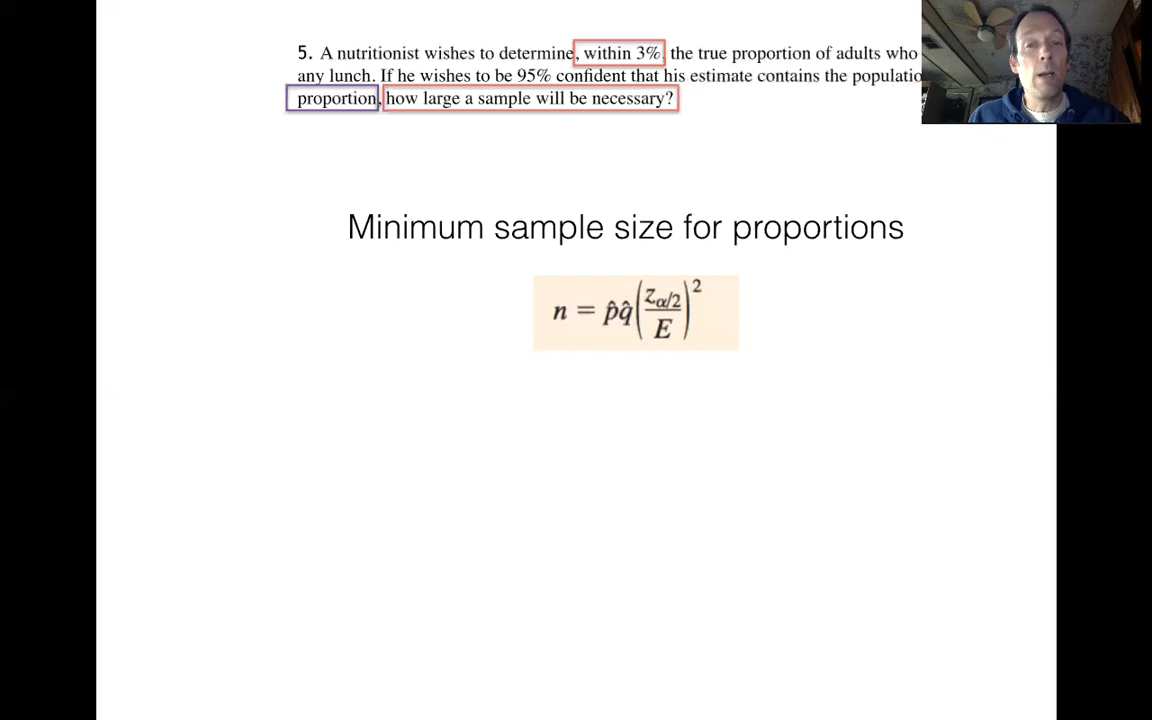 5. A nutritionist wishes to determine, within 3%, the true proportion of adults who
any lunch. If he wishes to be 95% confident that his estimate contains the
proportion, how large a sample will be necessary?
Minimum sample size for proportions
n = p̂q̂(zα/2/E)²